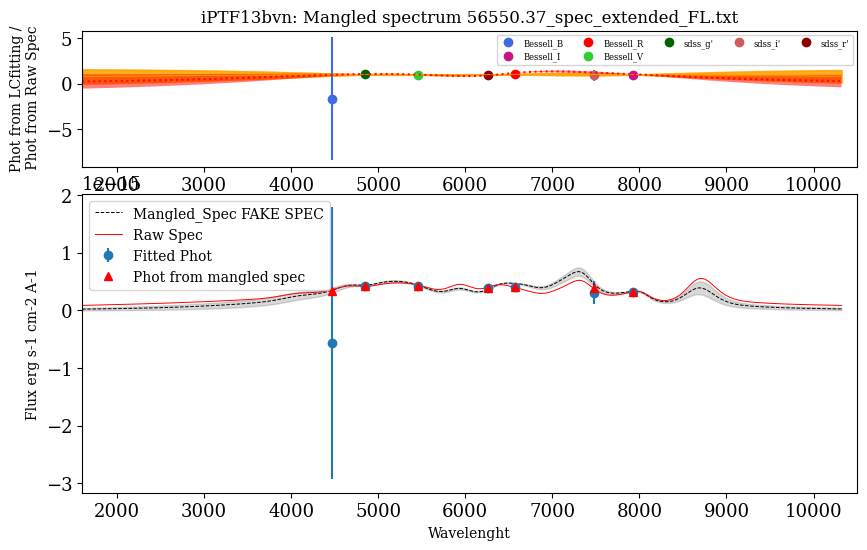 iPTF13bvn: Mangled spectrum 56550.37_spec_extended_FL.txt
Phot from LCfitting /
Phot from Raw Spec
5
0
−5
Bessell_B
Bessell_I
Bessell_R
Bessell_V
sdss_g'
sdss_i'
sdss_r'
2000 3000 4000 5000 6000 7000 8000 9000 10000
1e−15
2
1
0
−1
−2
−3
Flux erg s-1 cm-2 A-1
Mangled_Spec FAKE SPEC
Raw Spec
Fitted Phot
Phot from mangled spec
2000 3000 4000 5000 6000 7000 8000 9000 10000
Wavelenght